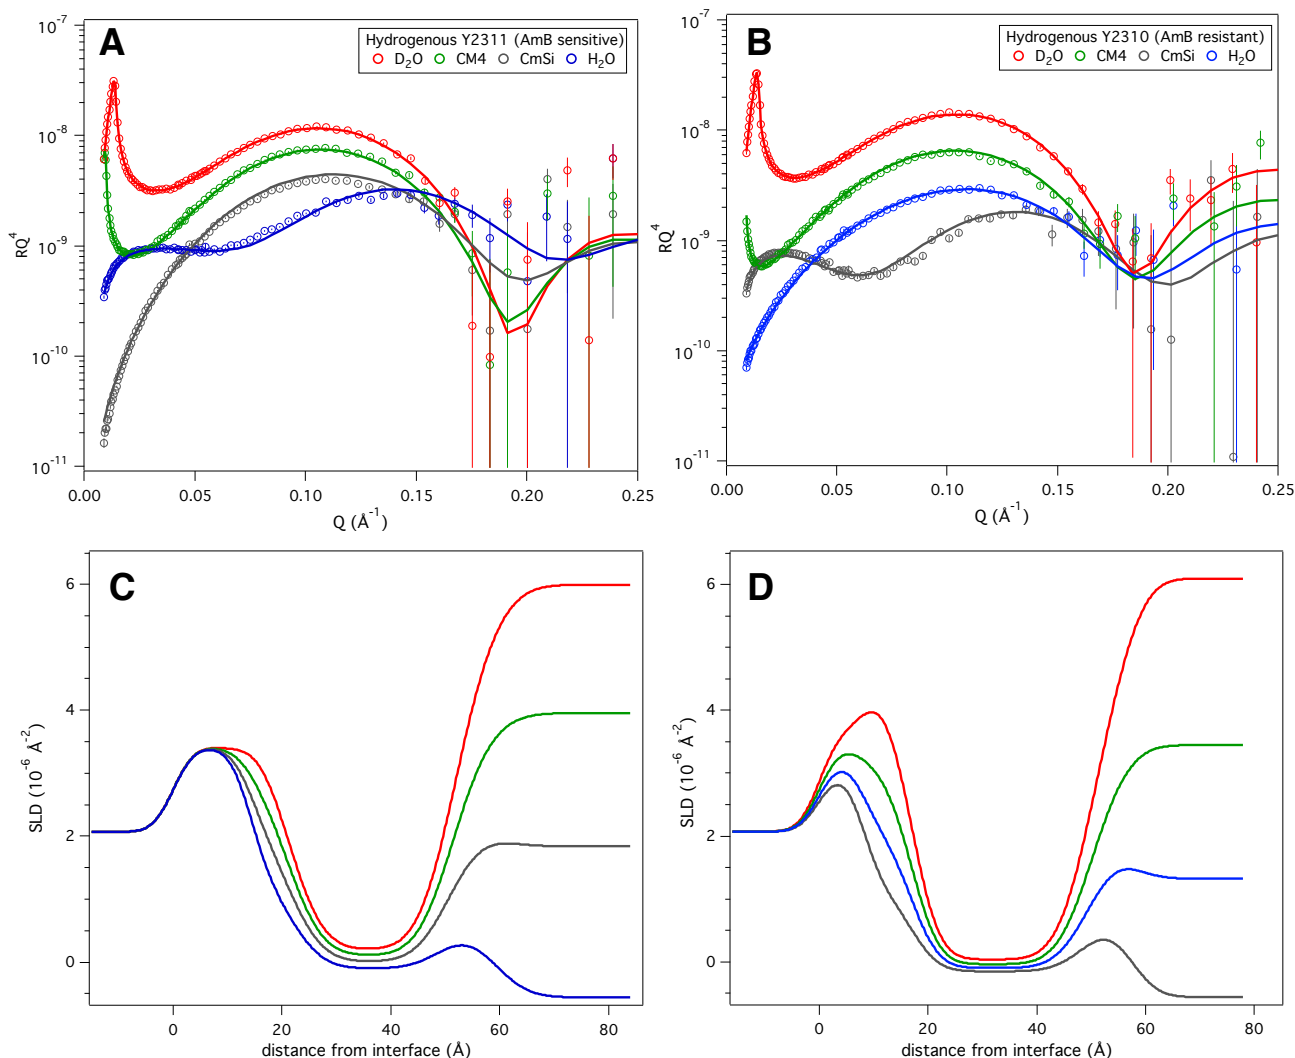 A
Hydrogenous Y2311 (AmB sensitive)
D₂O CM4 CmSi H₂O
10⁻⁷
10⁻⁸
10⁻⁹
10⁻¹⁰
10⁻¹¹
RQ⁴
0.00 0.05 0.10 0.15 0.20 0.25
Q (Å⁻¹)
B
Hydrogenous Y2310 (AmB resistant)
D₂O CM4 CmSi H₂O
10⁻⁷
10⁻⁸
10⁻⁹
10⁻¹⁰
10⁻¹¹
RQ⁴
0.00 0.05 0.10 0.15 0.20 0.25
Q (Å⁻¹)
C
6
4
2
0
SLD (10⁻⁶ Å⁻²)
0 20 40 60 80
distance from interface (Å)
D
6
4
2
0
SLD (10⁻⁶ Å⁻²)
0 20 40 60 80
distance from interface (Å)